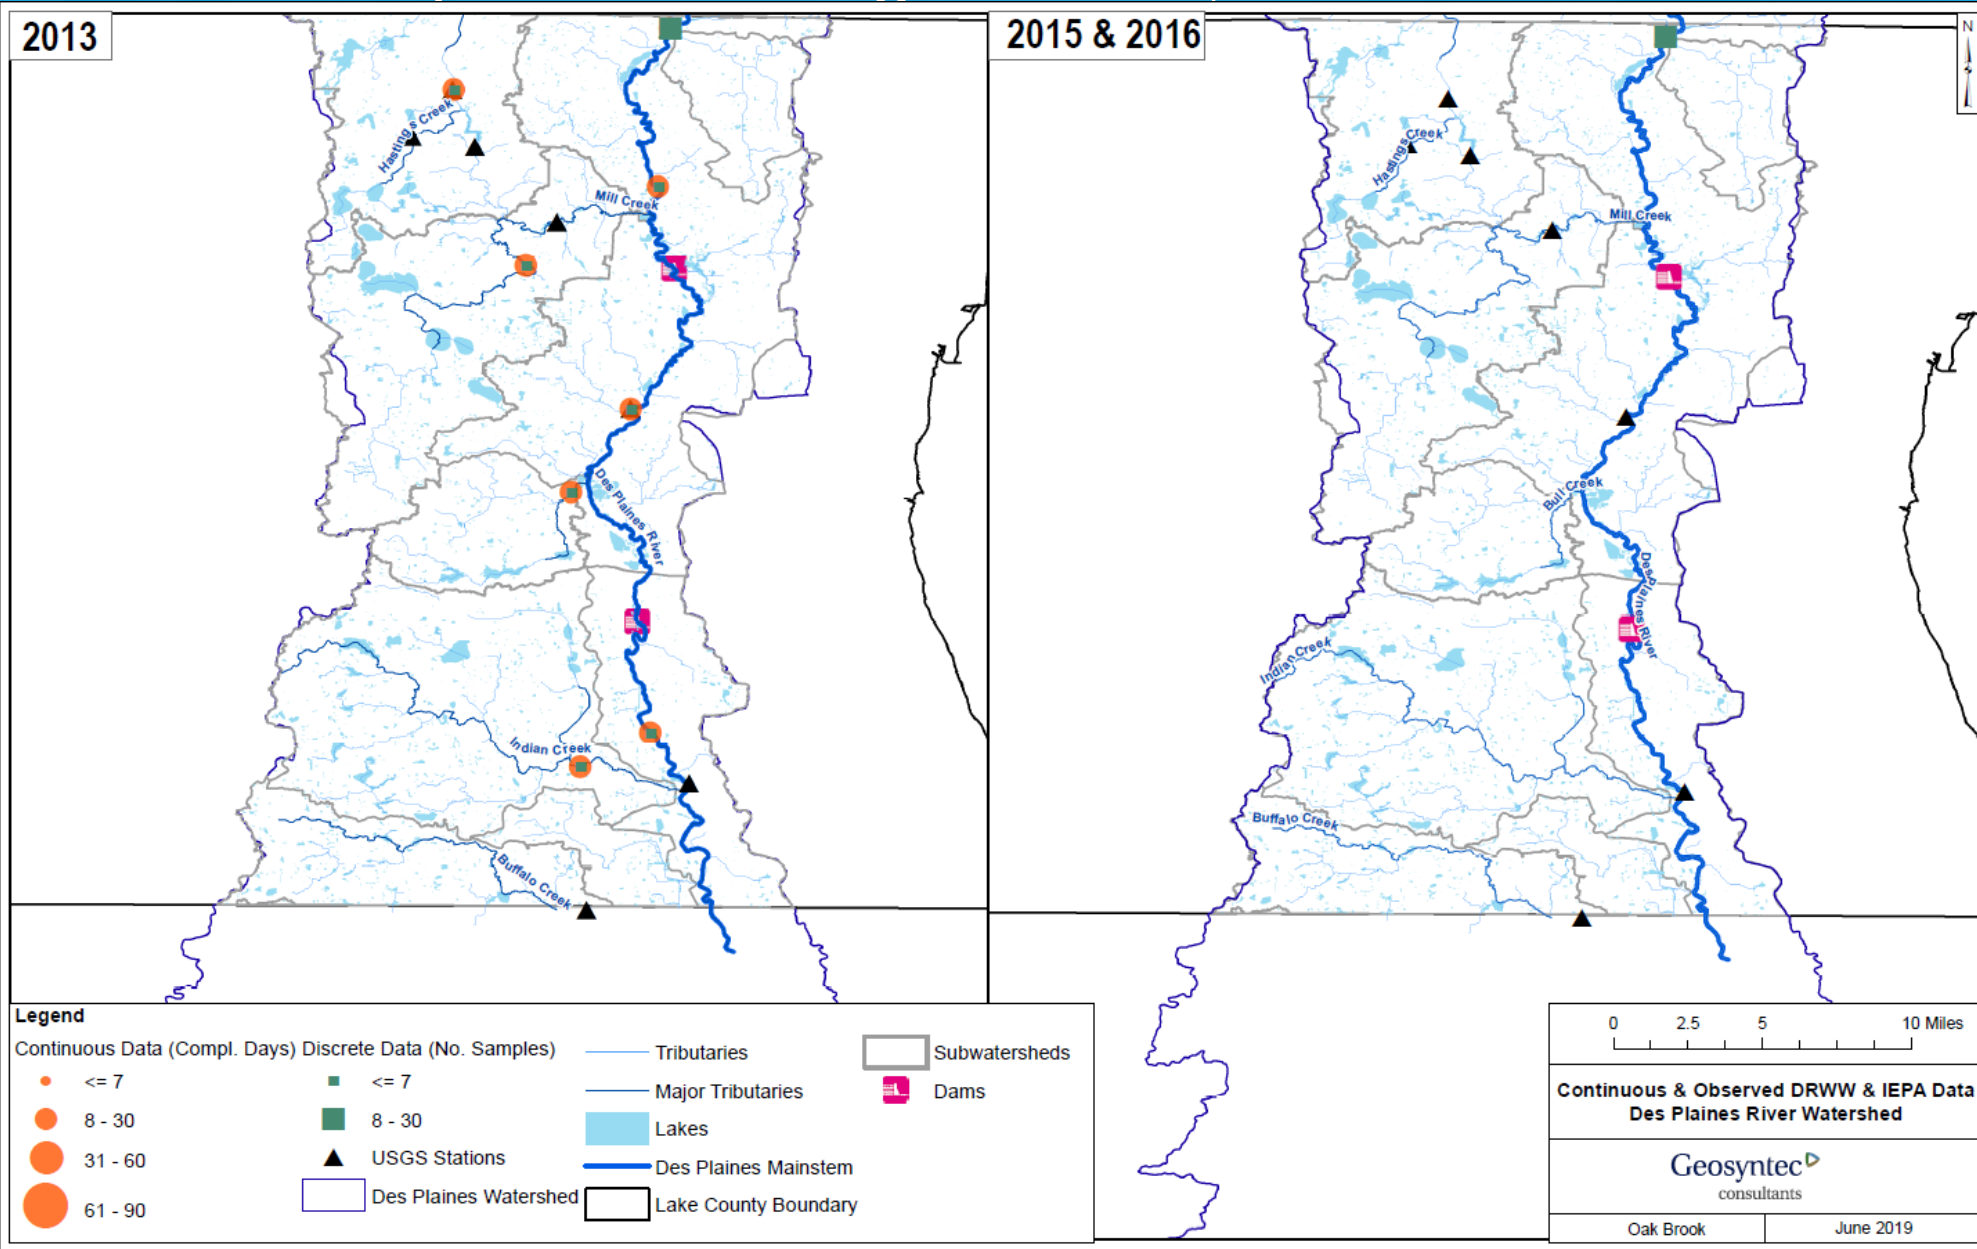 2013
Hastings Creek
Mill Creek
Des Plaines River
Indian Creek
Buffalo Creek
2015 & 2016
N
Hastings Creek
Mill Creek
Bull Creek
Des Plaines River
Indian Creek
Buffalo Creek
Legend
Continuous Data (Compl. Days)
<= 7
8 - 30
31 - 60
61 - 90
Discrete Data (No. Samples)
<= 7
8 - 30
USGS Stations
Des Plaines Watershed
Tributaries
Major Tributaries
Lakes
Des Plaines Mainstem
Lake County Boundary
Subwatersheds
Dams
0 2.5 5 10 Miles
Continuous & Observed DRWW & IEPA Data
Des Plaines River Watershed
Geosyntec
consultants
Oak Brook
June 2019